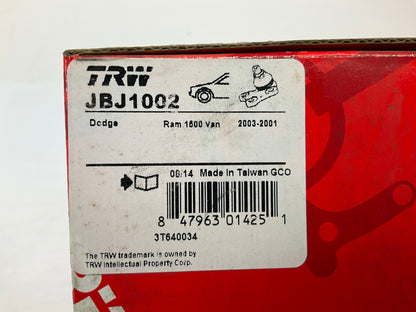 TRW
JBJ1002
Dodge Ram 1500 Van 2003-2001
08/14 Made in Taiwan GCO
8 47963 01425 1
3T640034
The TRW trademark is owned by
TRW Intellectual Property Corp.